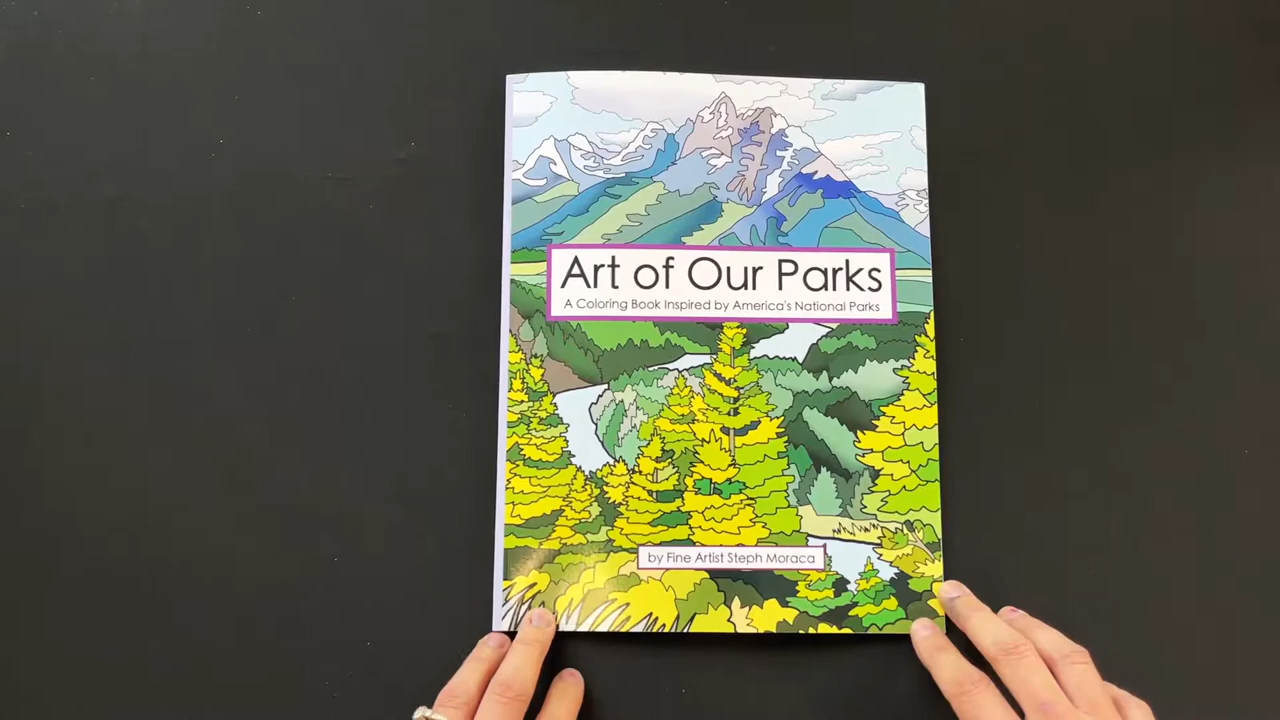 Art of Our Parks
A Coloring Book Inspired by America's National Parks
by Fine Artist Steph Moraca